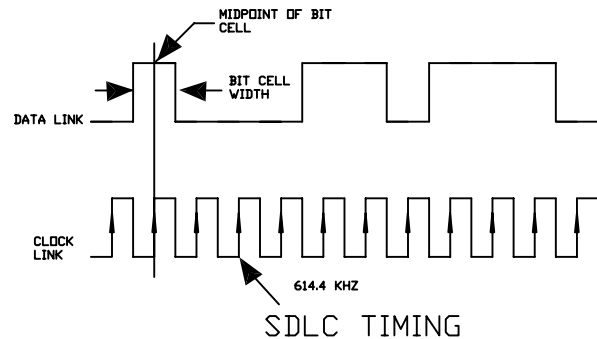 MIDPOINT OF BIT
CELL
BIT CELL
WIDTH
DATA LINK
CLOCK
LINK
614.4 KHZ
SDLC TIMING